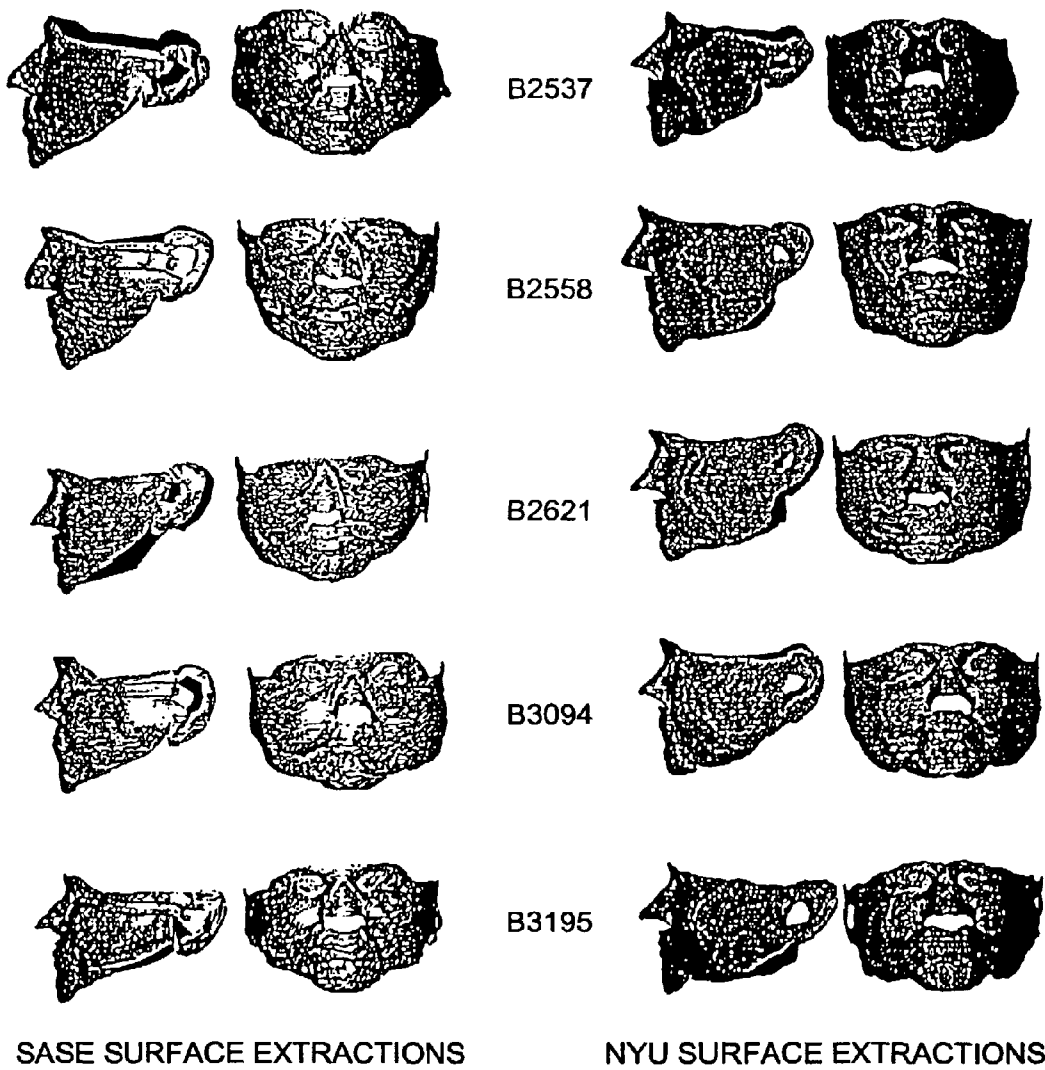 B2537
B2558
B2621
B3094
B3195
SASE SURFACE EXTRACTIONS
NYU SURFACE EXTRACTIONS